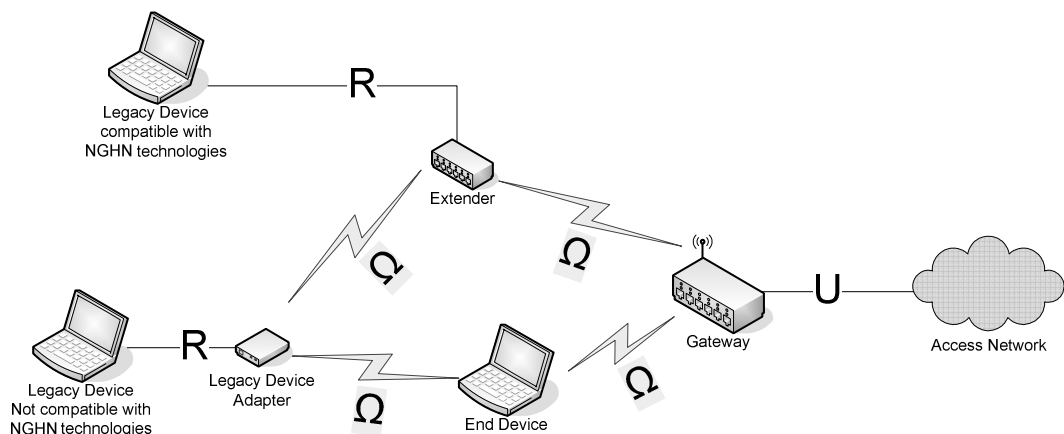 R
Legacy Device
compatible with
NGHN technologies
Extender
Ω
Ω
U
Gateway
Access Network
R
Legacy Device
Not compatible with
NGHN technologies
Legacy Device
Adapter
Ω
End Device
Ω